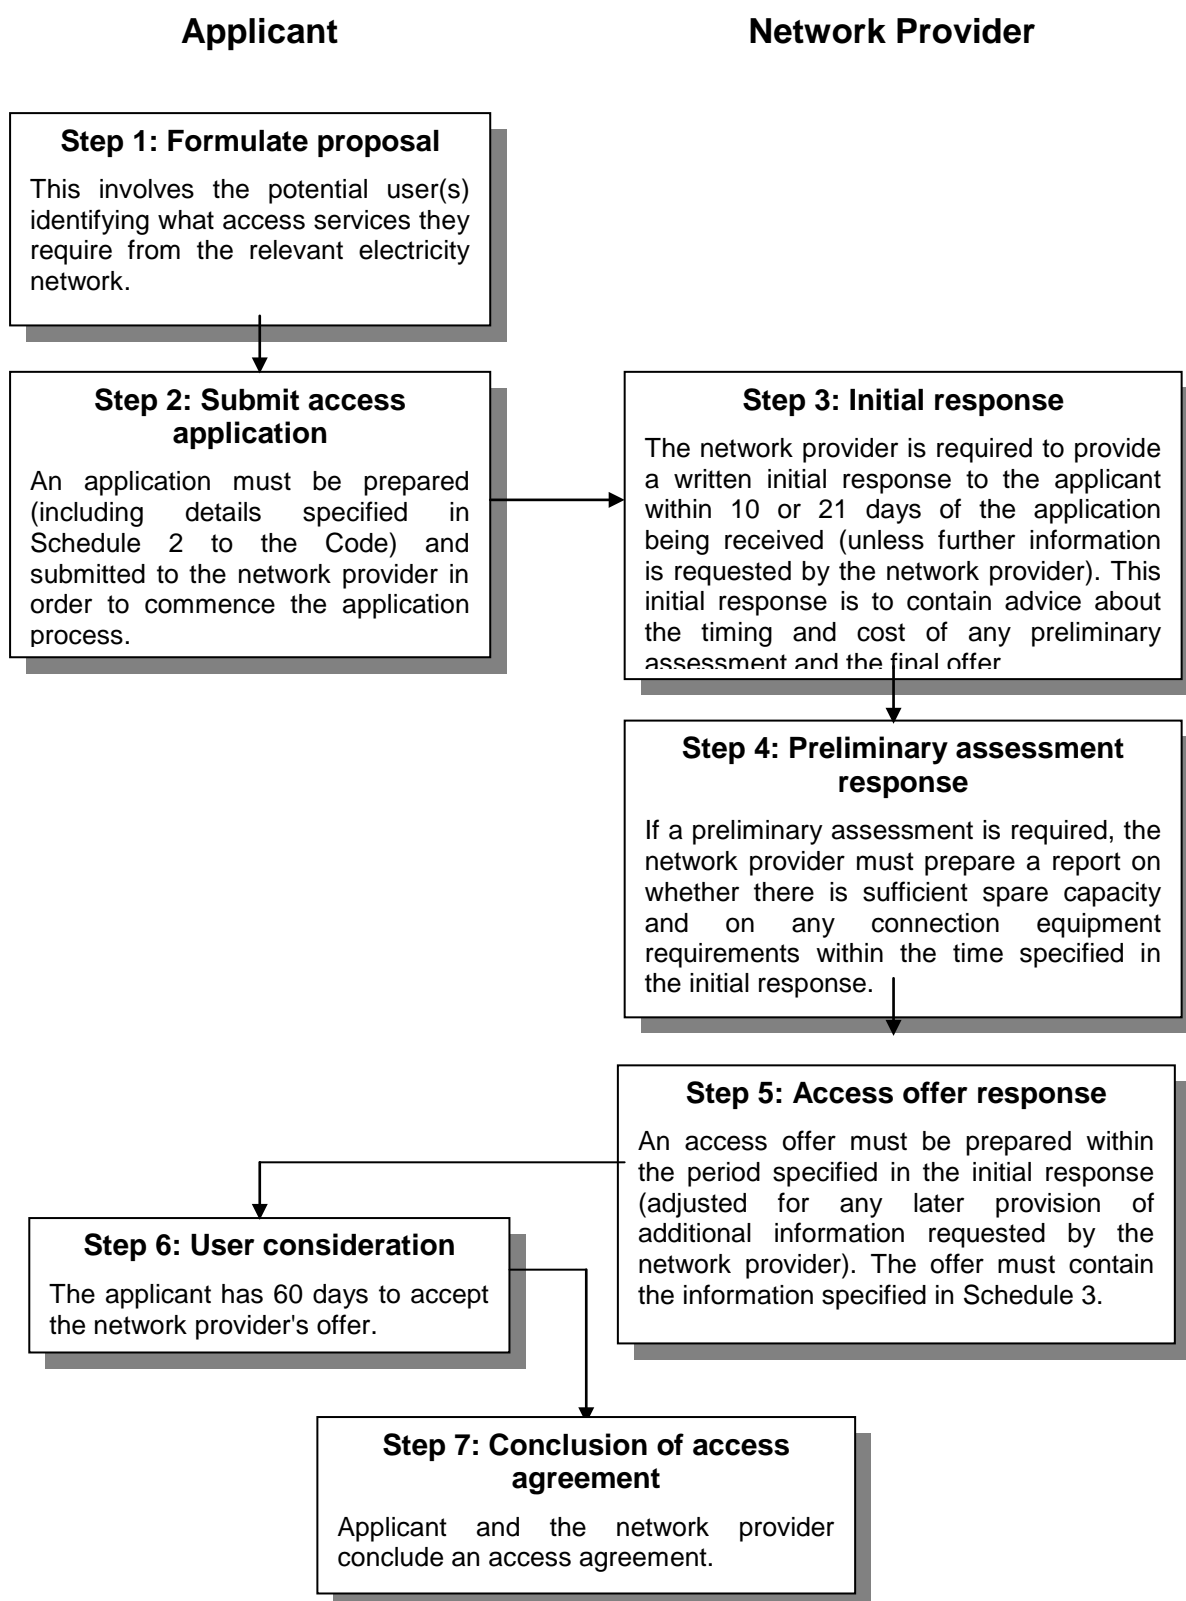 Applicant
Network Provider
Step 1: Formulate proposal
This involves the potential user(s)
identifying what access services they
require from the relevant electricity
network.
Step 2: Submit access
application
An application must be prepared
(including details specified in
Schedule 2 to the Code) and
submitted to the network provider in
order to commence the application
process.
Step 3: Initial response
The network provider is required to provide
a written initial response to the applicant
within 10 or 21 days of the application
being received (unless further information
is requested by the network provider). This
initial response is to contain advice about
the timing and cost of any preliminary
assessment and the final offer
Step 4: Preliminary assessment
response
If a preliminary assessment is required, the
network provider must prepare a report on
whether there is sufficient spare capacity
and on any connection equipment
requirements within the time specified in
the initial response.
Step 5: Access offer response
An access offer must be prepared within
the period specified in the initial response
(adjusted for any later provision of
additional information requested by the
network provider). The offer must contain
the information specified in Schedule 3.
Step 6: User consideration
The applicant has 60 days to accept
the network provider's offer.
Step 7: Conclusion of access
agreement
Applicant and the network provider
conclude an access agreement.